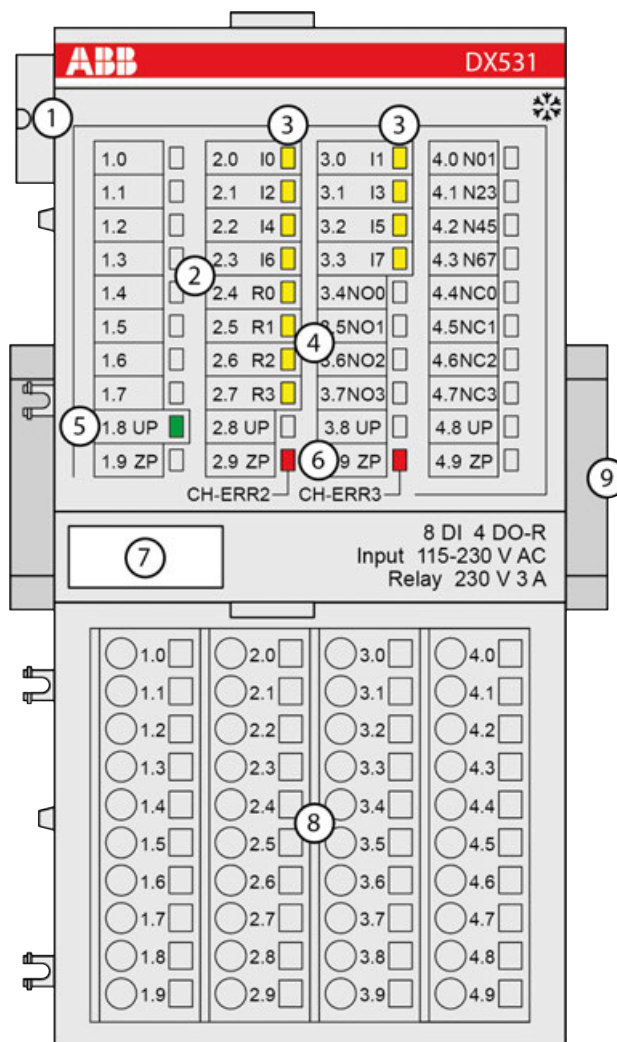 ABB DX531
1 3 3
1.0 2.0 I0 3.0 I1 4.0 N01
1.1 2.1 I2 3.1 I3 4.1 N23
1.2 2.2 I4 3.2 I5 4.2 N45
1.3 2 2.3 I6 3.3 I7 4.3 N67
1.4 2.4 R0 3.4NO0 4.4NC0
1.5 2.5 R1 4 .5NO1 4.5NC1
1.6 2.6 R2 3.6NO2 4.6NC2
1.7 2.7 R3 3.7NO3 4.7NC3
5 1.8 UP 2.8 UP 3.8 UP 4.8 UP
1.9 ZP 2.9 ZP 6 .9 ZP 4.9 ZP 9
CH-ERR2 CH-ERR3
7
8 DI 4 DO-R
Input 115-230 V AC
Relay 230 V 3 A
1.0 2.0 3.0 4.0
1.1 2.1 3.1 4.1
1.2 2.2 3.2 4.2
1.3 2.3 3.3 4.3
1.4 2.4 3.4 4.4
8
1.5 2.5 3.5 4.5
1.6 2.6 3.6 4.6
1.7 2.7 3.7 4.7
1.8 2.8 3.8 4.8
1.9 2.9 3.9 4.9